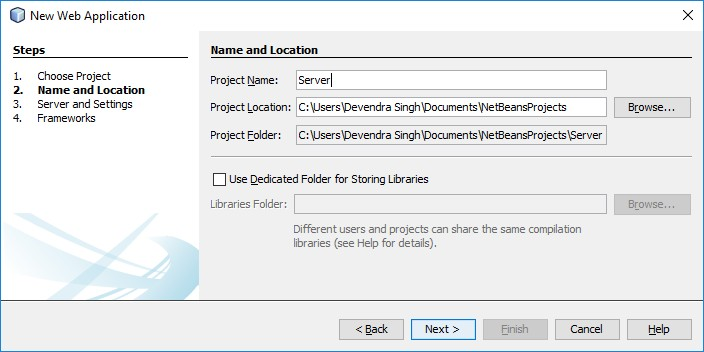 New Web Application
Steps
1. Choose Project
2. Name and Location
3. Server and Settings
4. Frameworks
Name and Location
Project Name: Server
Project Location: C:\Users\Devendra Singh\Documents\NetBeansProjects Browse...
Project Folder: C:\Users\Devendra Singh\Documents\NetBeansProjects\Server
Use Dedicated Folder for Storing Libraries
Libraries Folder: Browse...
Different users and projects can share the same compilation
libraries (see Help for details).
< Back Next > Finish Cancel Help